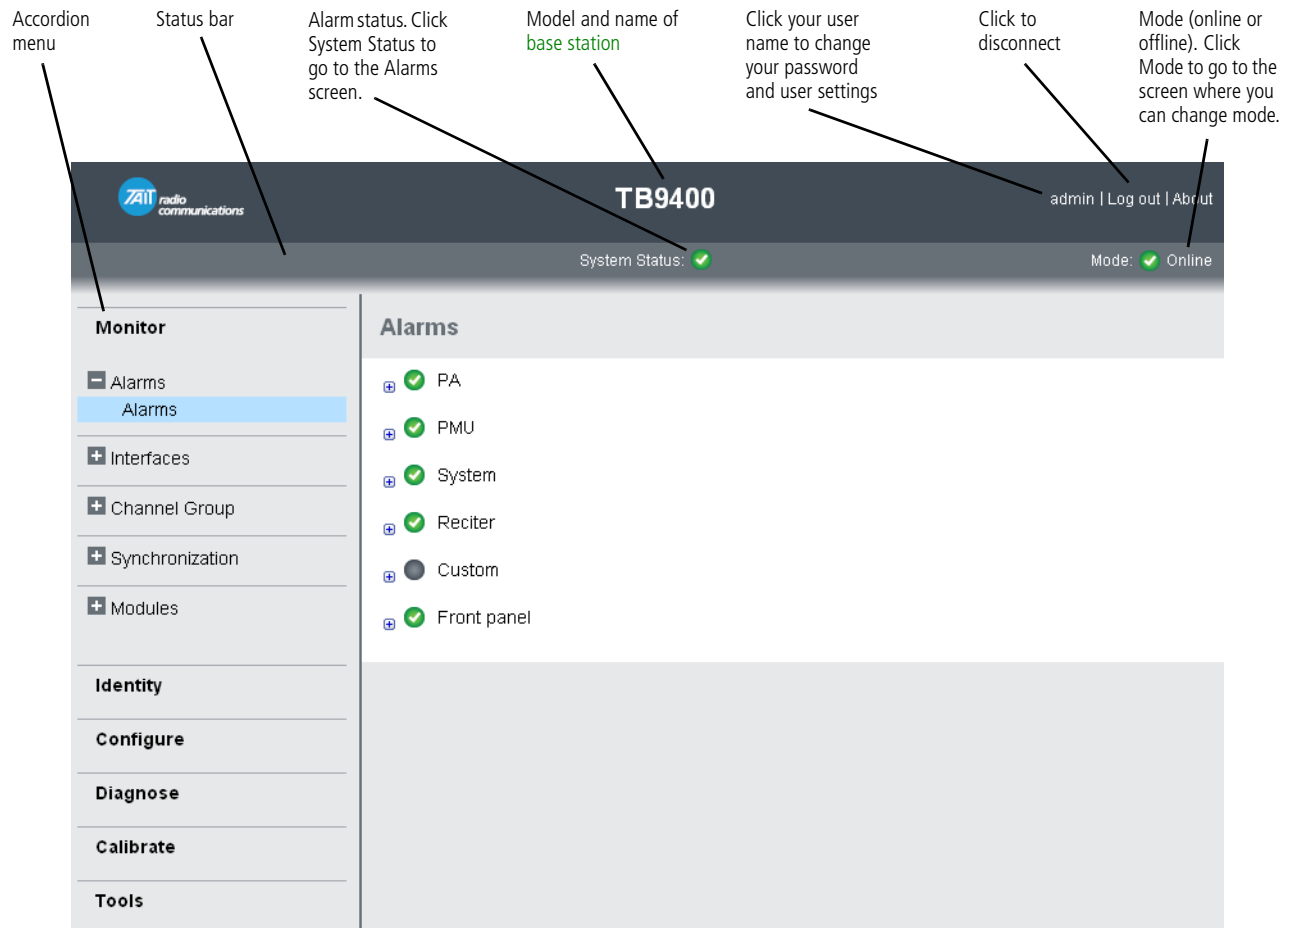 Accordion
menu
Status bar
Alarm status. Click
System Status to
go to the Alarms
screen.
Model and name of
base station
Click your user
name to change
your password
and user settings
Click to
disconnect
Mode (online or
offline). Click
Mode to go to the
screen where you
can change mode.
TAIT radio
communications
TB9400
admin | Log out | About
System Status:
Mode: Online
Monitor
Alarms
Alarms
Interfaces
Channel Group
Synchronization
Modules
Identity
Configure
Diagnose
Calibrate
Tools
Alarms
PA
PMU
System
Reciter
Custom
Front panel